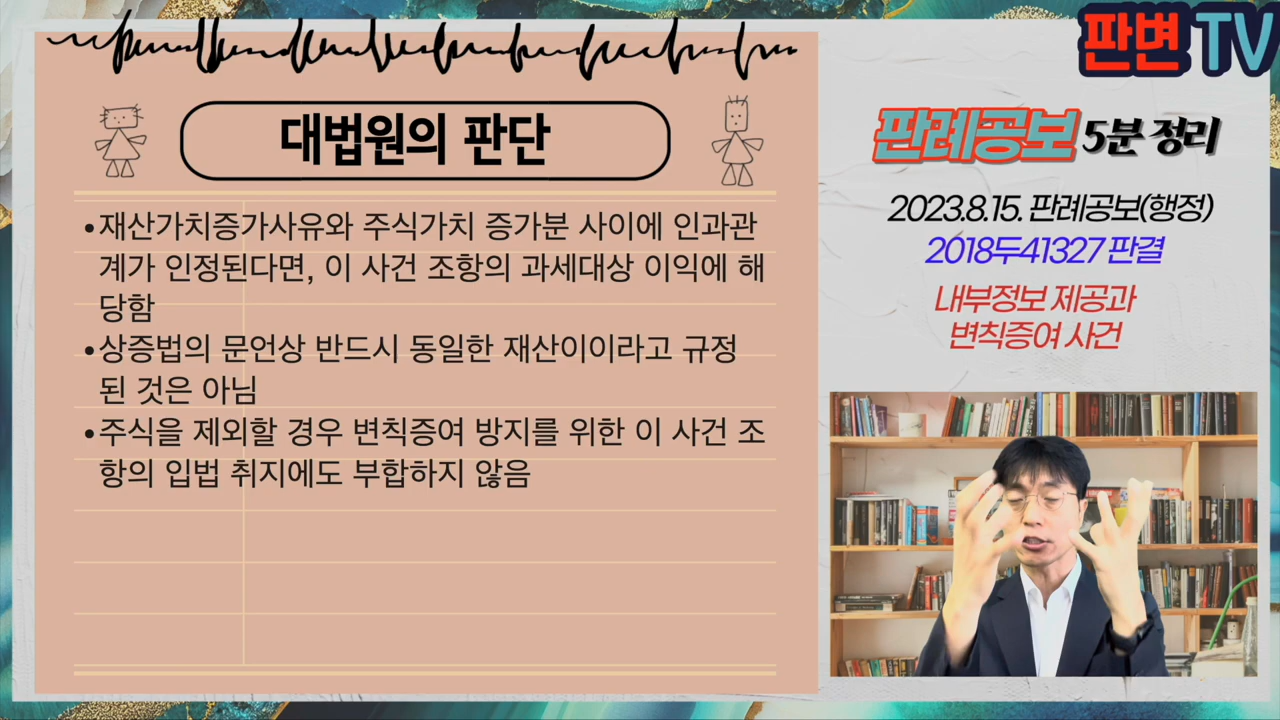 판변 TV
대법원의 판단
•재산가치증가사유와 주식가치 증가분 사이에 인과관
계가 인정된다면, 이 사건 조항의 과세대상 이익에 해
당함
•상증법의 문언상 반드시 동일한 재산이이라고 규정
된 것은 아님
•주식을 제외할 경우 변칙증여 방지를 위한 이 사건 조
항의 입법 취지에도 부합하지 않음
판례공보 5분 정리
2023.8.15. 판례공보(행정)
2018두41327 판결
내부정보 제공과
변칙증여 사건